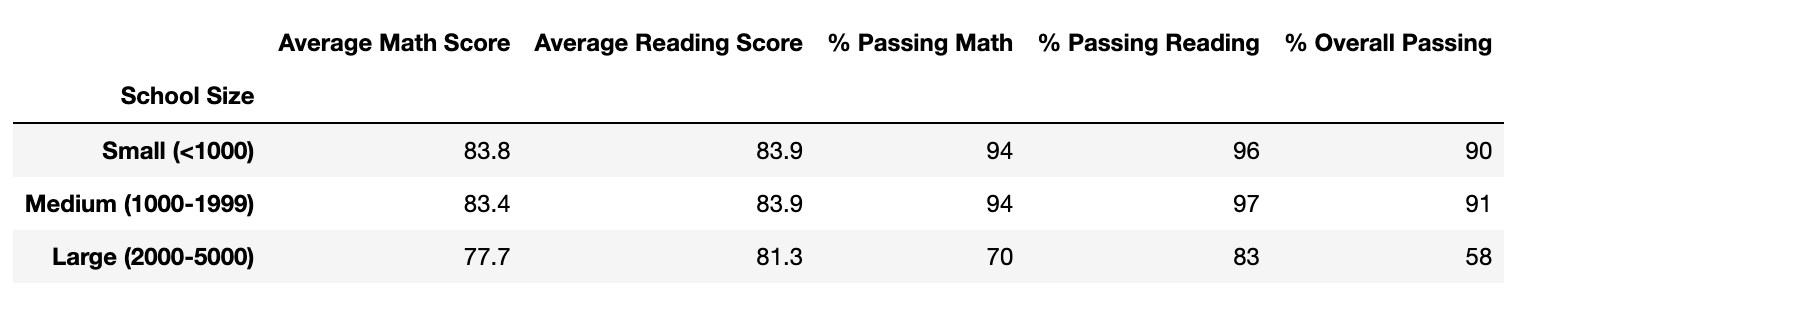 Average Math Score Average Reading Score % Passing Math % Passing Reading % Overall Passing
School Size
Small (<1000) 83.8 83.9 94 96 90
Medium (1000-1999) 83.4 83.9 94 97 91
Large (2000-5000) 77.7 81.3 70 83 58